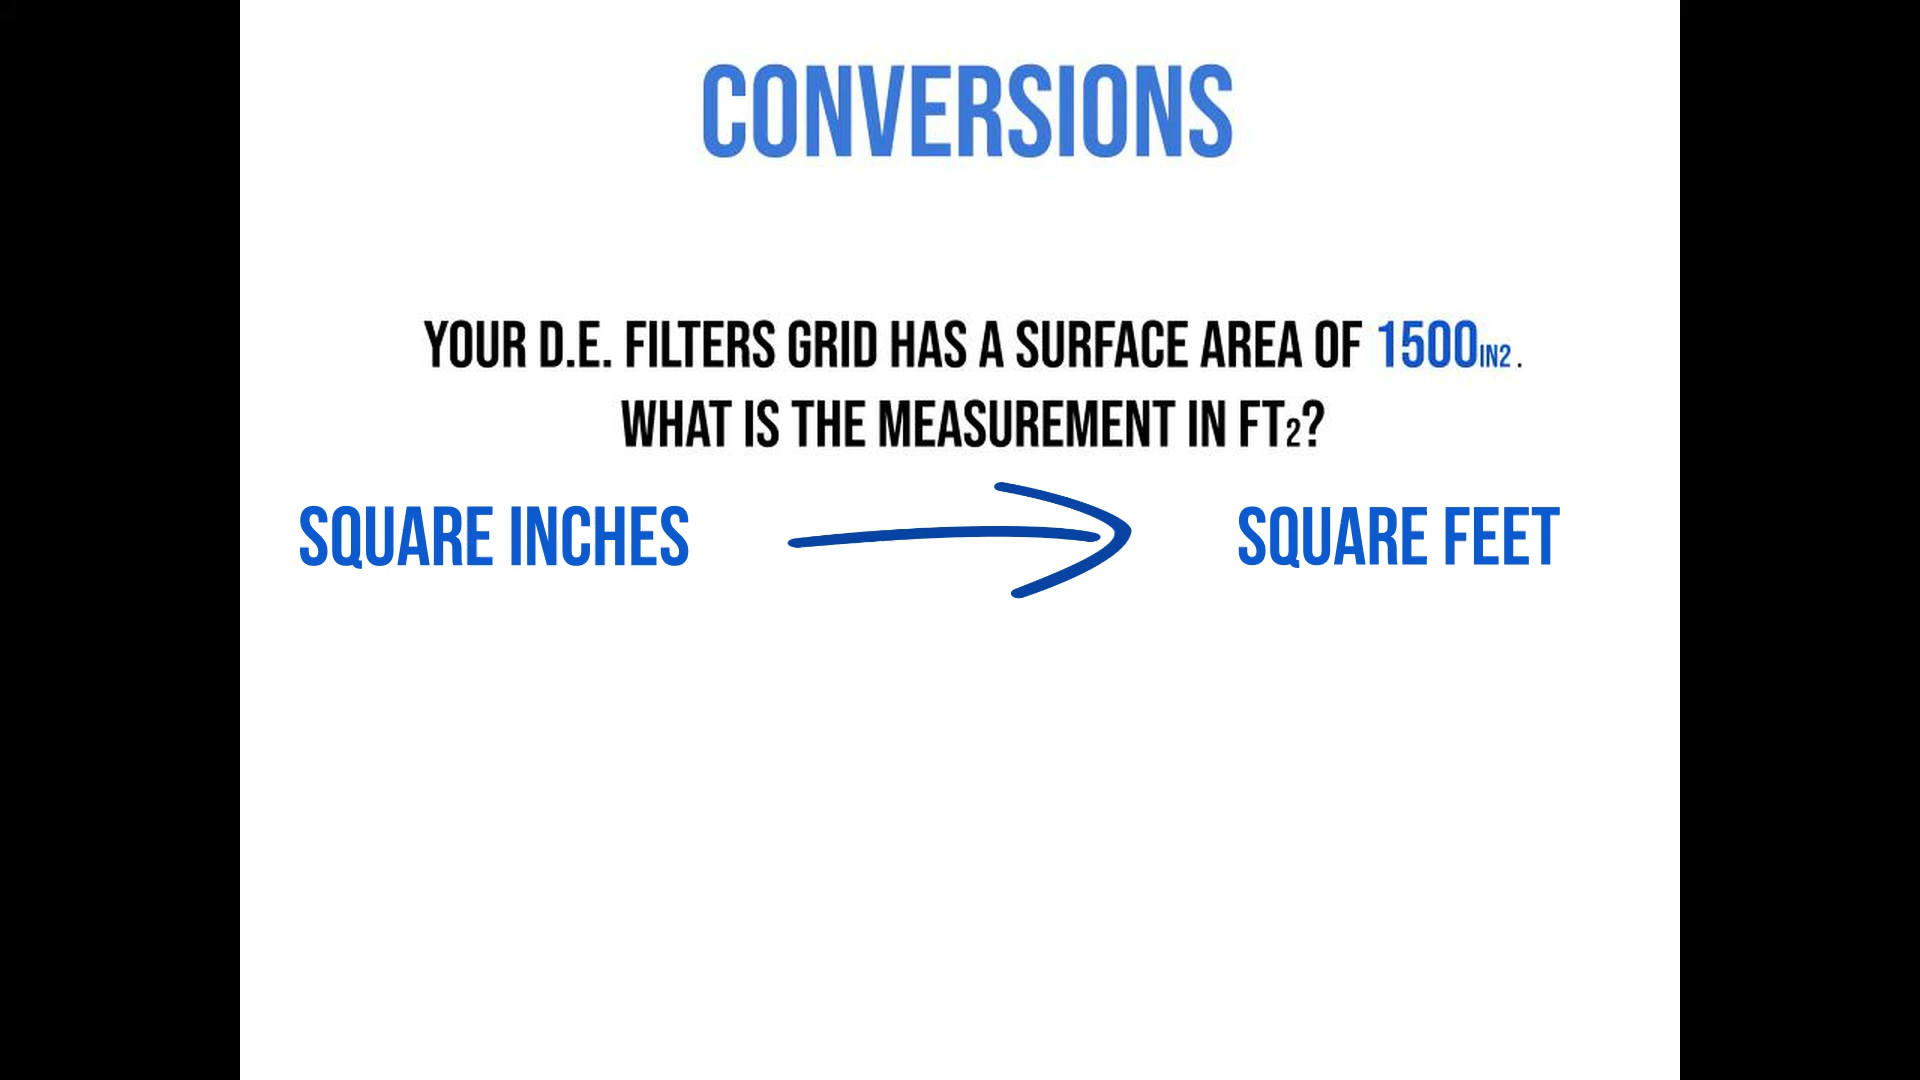 CONVERSIONS
YOUR D.E. FILTERS GRID HAS A SURFACE AREA OF 1500IN2 .
WHAT IS THE MEASUREMENT IN FT2?
SQUARE INCHES
SQUARE FEET